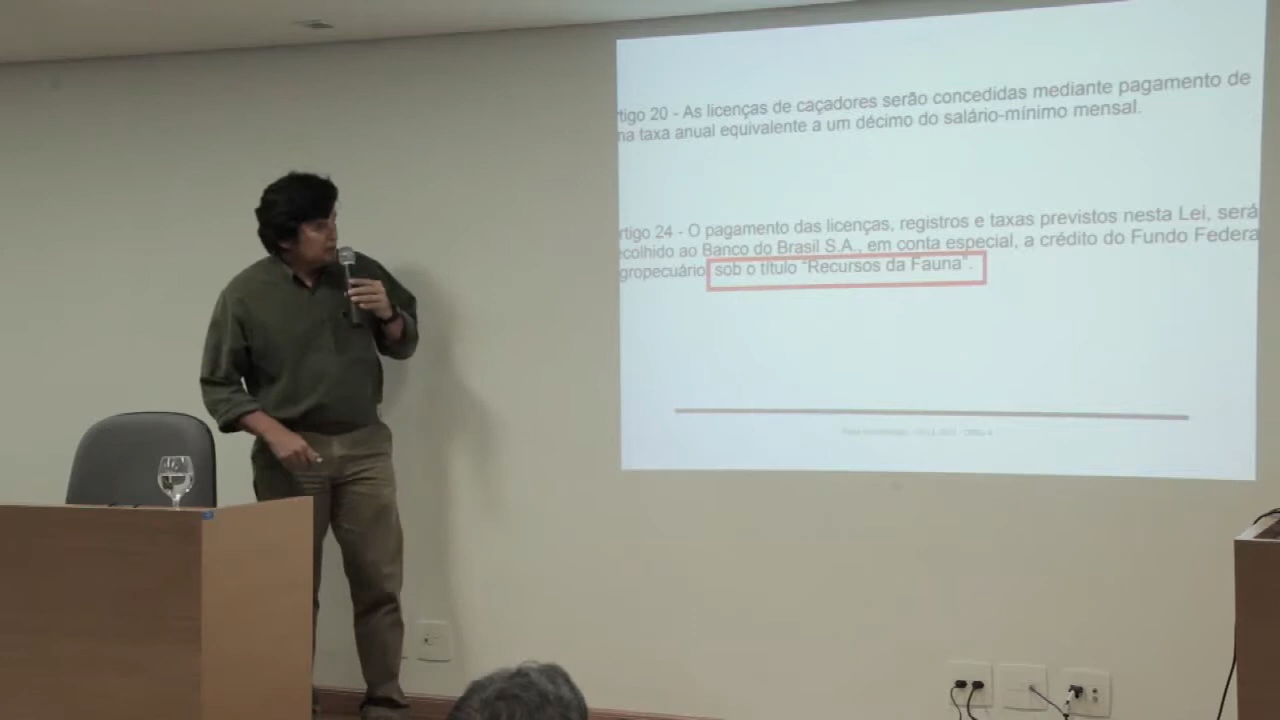 tigo 20 - As licenças de caçadores serão concedidas mediante pagamento de
na taxa anual equivalente a um décimo do salário-mínimo mensal.
rtigo 24 - O pagamento das licenças, registros e taxas previstos nesta Lei, será
ecolhido ao Banco do Brasil S.A., em conta especial, a crédito do Fundo Federa
gropecuário sob o título “Recursos da Fauna”.